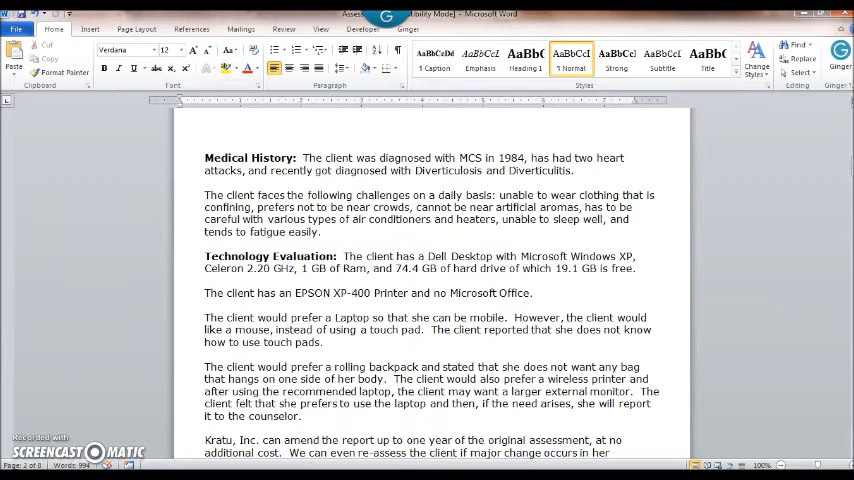 Assess
ibility Mode] - Microsoft Word
File Home Insert Page Layout References Mailings Review View Developer Ginger
Paste
Cut
Copy
Format Painter
Verdana 12
AaBbCcDd ¶ Caption
AaBbCcI Emphasis
AaBbC Heading 1
AaBbCcI ¶ Normal
AaBbCcl Strong
AaBbCcI Subtitle
AaBbC Title
Change Styles
Find
Replace
Select
Ginger
Clipboard Font Paragraph Styles Editing Ginger T
Medical History: The client was diagnosed with MCS in 1984, has had two heart
attacks, and recently got diagnosed with Diverticulosis and Diverticulitis.
The client faces the following challenges on a daily basis: unable to wear clothing that is
confining, prefers not to be near crowds, cannot be near artificial aromas, has to be
careful with various types of air conditioners and heaters, unable to sleep well, and
tends to fatigue easily.
Technology Evaluation: The client has a Dell Desktop with Microsoft Windows XP,
Celeron 2.20 GHz, 1 GB of Ram, and 74.4 GB of hard drive of which 19.1 GB is free.
The client has an EPSON XP-400 Printer and no Microsoft Office.
The client would prefer a Laptop so that she can be mobile. However, the client would
like a mouse, instead of using a touch pad. The client reported that she does not know
how to use touch pads.
The client would prefer a rolling backpack and stated that she does not want any bag
that hangs on one side of her body. The client would also prefer a wireless printer and
after using the recommended laptop, the client may want a larger external monitor. The
client felt that she prefers to use the laptop and then, if the need arises, she will report
it to the counselor.
Kratu, Inc. can amend the report up to one year of the original assessment, at no
additional cost. We can even re-assess the client if major change occurs in her
Recorded with
SCREENCAST MATIC
Page: 2 of 8 Words: 994 100%